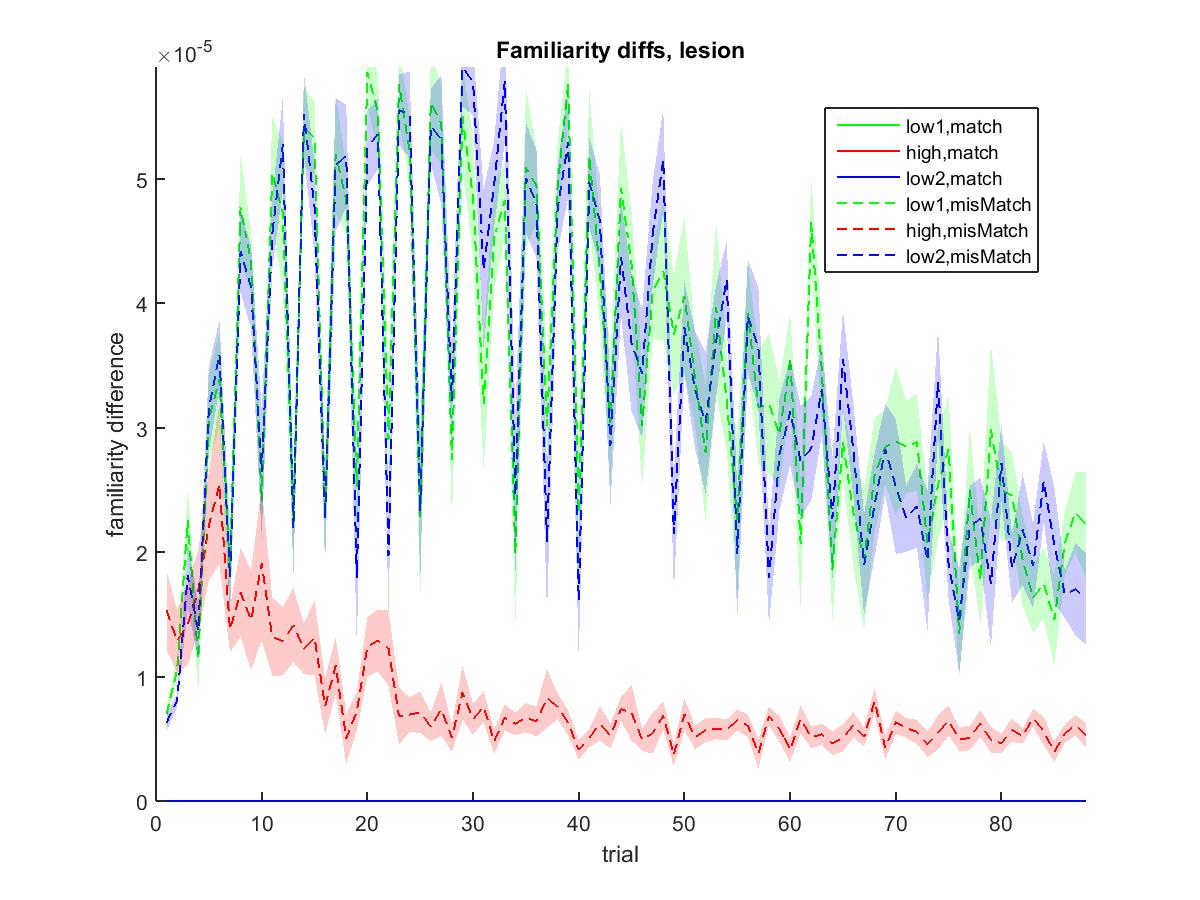 ×10-5
Familiarity diffs, lesion
low1,match
high,match
low2,match
low1,misMatch
high,misMatch
low2,misMatch
5
4
3
2
1
0
familiarity difference
0 10 20 30 40 50 60 70 80
trial